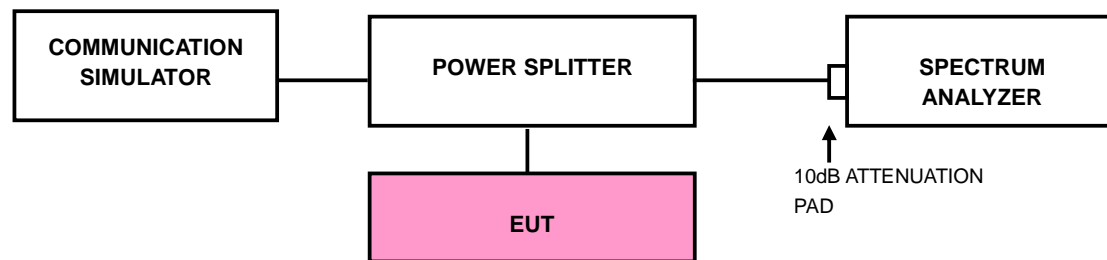 COMMUNICATION
SIMULATOR
POWER SPLITTER
SPECTRUM
ANALYZER
10dB ATTENUATION
PAD
EUT